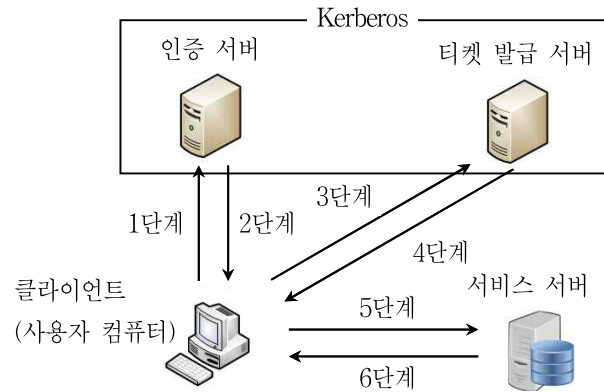 Kerberos
인증 서버
티켓 발급 서버
1단계
2단계
3단계
4단계
클라이언트
(사용자 컴퓨터)
서비스 서버
5단계
6단계